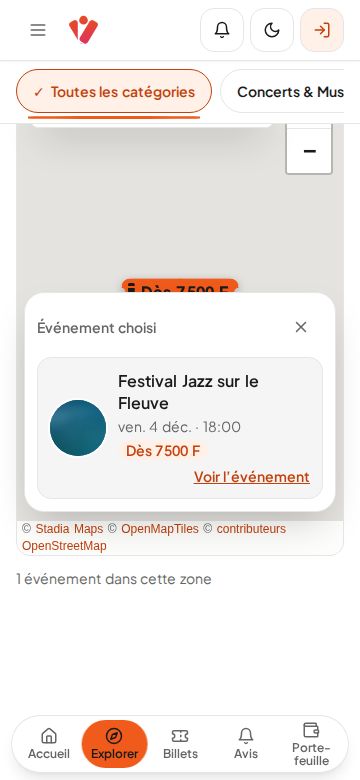 ✓ Toutes les catégories
Concerts & Mus
−
Dès 7 500 F
Événement choisi
Festival Jazz sur le
Fleuve
ven. 4 déc. · 18:00
Dès 7 500 F
Voir l'événement
© Stadia Maps © OpenMapTiles © contributeurs
OpenStreetMap
1 événement dans cette zone
Accueil
Explorer
Billets
Avis
Porte-
feuille